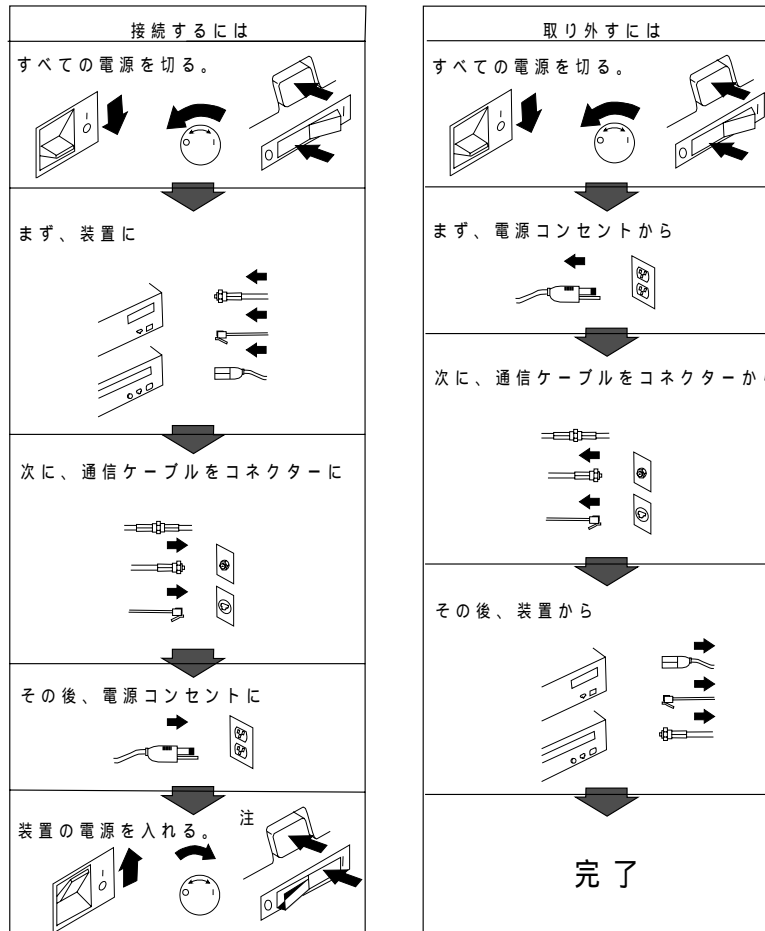 接続するには
すべての電源を切る。
まず、装置に
次に、通信ケーブルをコネクターに
その後、電源コンセントに
装置の電源を入れる。
注
取り外すには
すべての電源を切る。
まず、電源コンセントから
次に、通信ケーブルをコネクターから
その後、装置から
完了